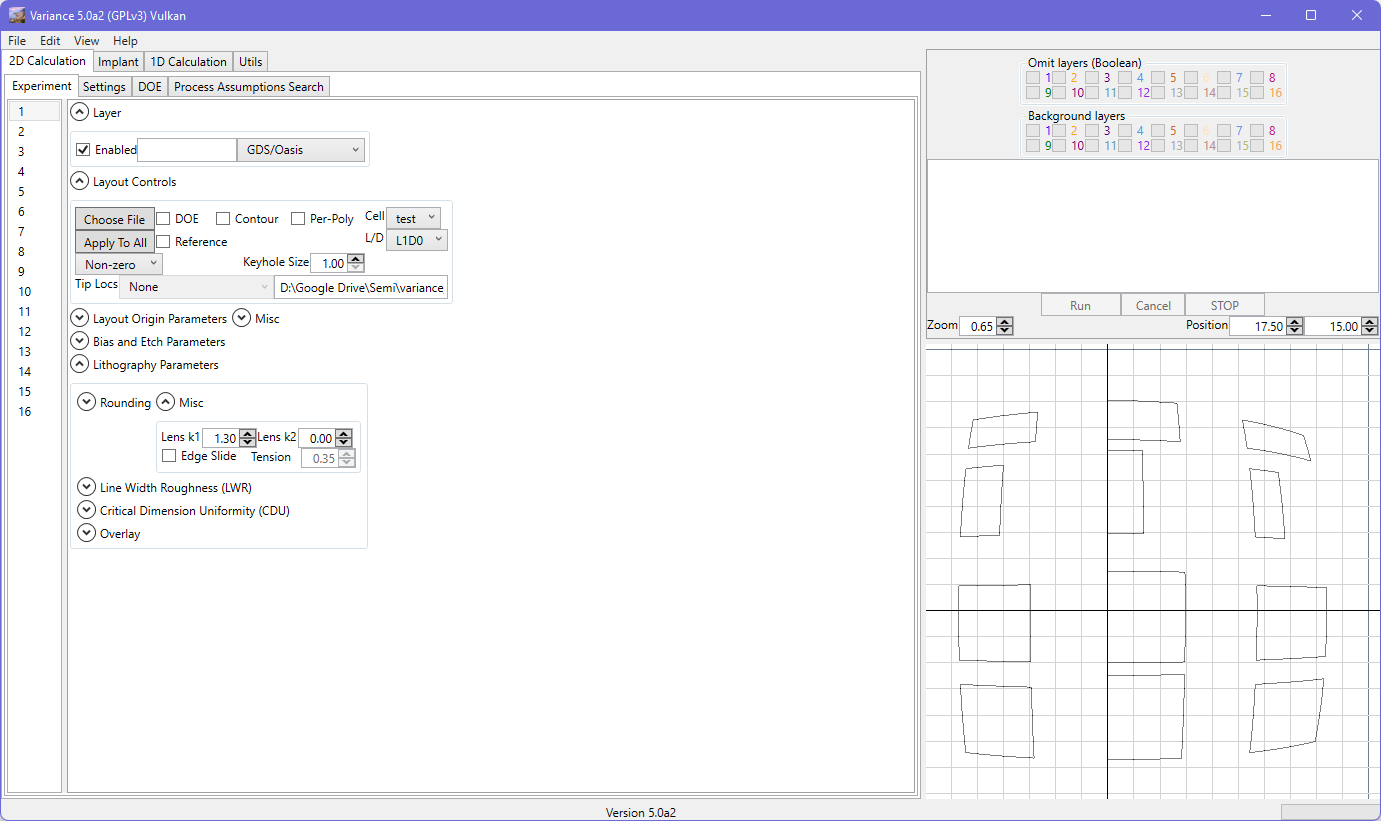 Variance 5.0a2 (GPLv3) Vulkan
File Edit View Help
2D Calculation Implant 1D Calculation Utils
Experiment Settings DOE Process Assumptions Search
1
2
3
4
5
6
7
8
9
10
11
12
13
14
15
16
Layer
Enabled GDS/Oasis
Layout Controls
Choose File DOE Contour Per-Poly Cell test
Apply To All Reference L/D L1D0
Non-zero Keyhole Size 1.00
Tip Locs None D:\Google Drive\Semi\variance
Layout Origin Parameters Misc
Bias and Etch Parameters
Lithography Parameters
Rounding Misc
Lens k1 1.30 Lens k2 0.00
Edge Slide Tension 0.35
Line Width Roughness (LWR)
Critical Dimension Uniformity (CDU)
Overlay
Omit layers (Boolean)
1 2 3 4 5 6 7 8
9 10 11 12 13 14 15 16
Background layers
1 2 3 4 5 6 7 8
9 10 11 12 13 14 15 16
Run Cancel STOP
Zoom 0.65 Position 17.50 15.00
Version 5.0a2